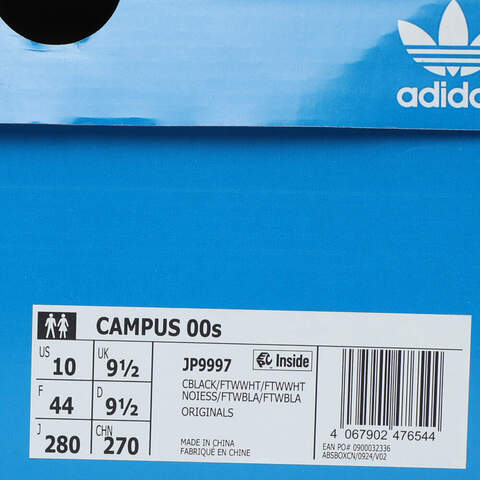 adidas
CAMPUS 00s
US 10 UK 9½
F 44 D 9½
J 280 CHN 270
JP9997 Inside
CBLACK/FTWWHT/FTWWHT
NOIESS/FTWBLA/FTWBLA
ORIGINALS
MADE IN CHINA
FABRIQUÉ EN CHINE
4 067902 476544
EAN PO# 0900032336
ABSBOXCN/0924/V02